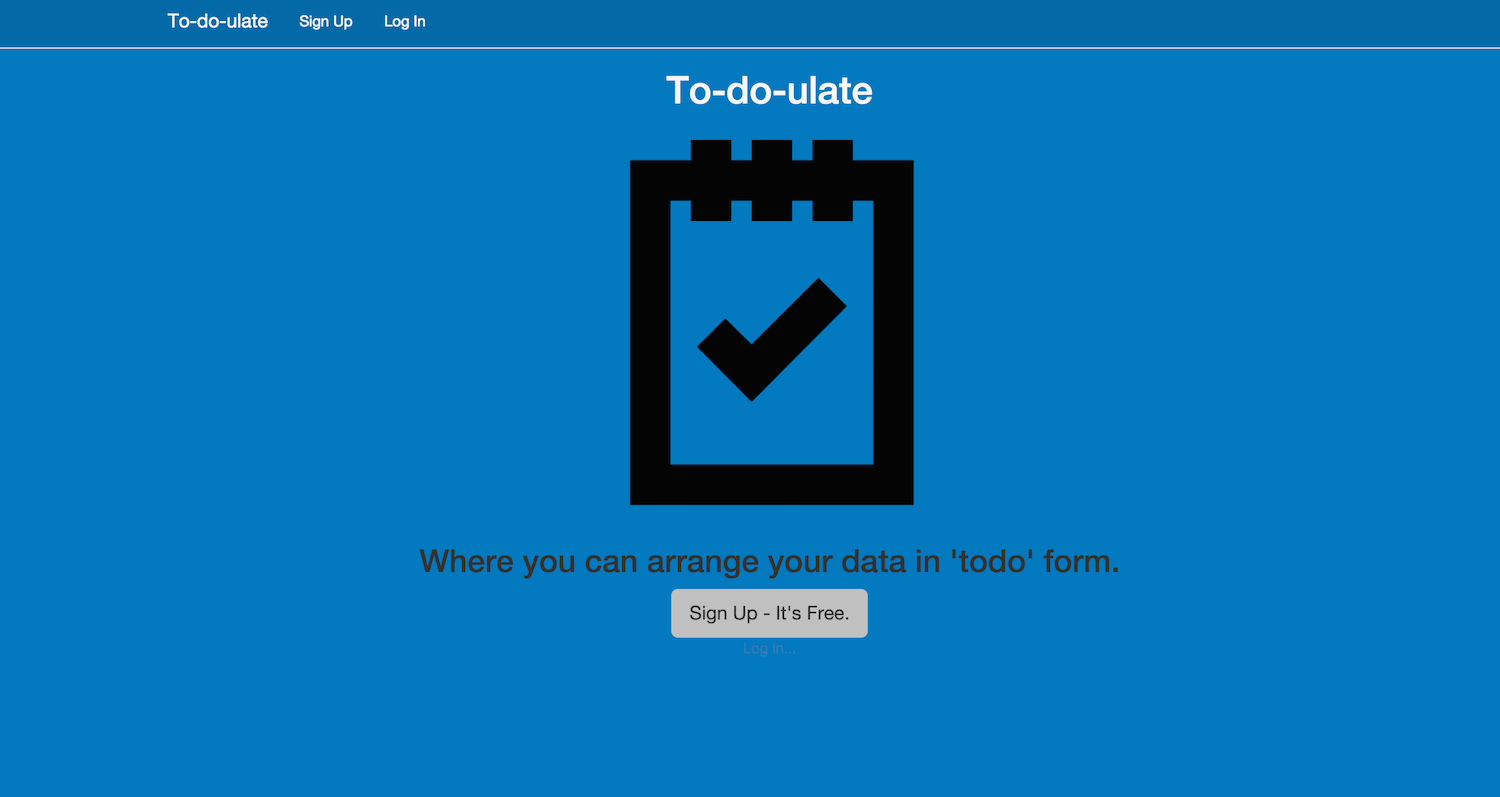 To-do-ulate Sign Up Log In
To-do-ulate
Where you can arrange your data in 'todo' form.
Sign Up - It's Free.
Log in...